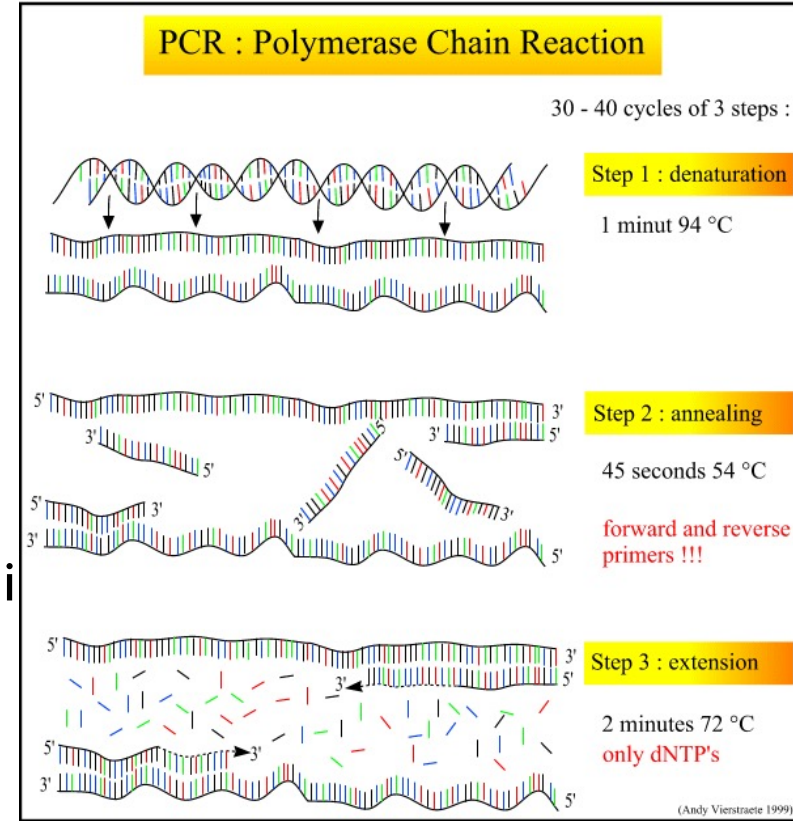 PCR : Polymerase Chain Reaction
30 - 40 cycles of 3 steps :
Step 1 : denaturation
1 minut 94 °C
5'
3'
Step 2 : annealing
3'
5'
5'
3'
5'
45 seconds 54 °C
5'
3'
5'
3'
3'
3'
forward and reverse
primers !!!
3'
5'
i
5'
3'
Step 3 : extension
3'
5'
2 minutes 72 °C
only dNTP's
5'
3'
3'
5'
(Andy Vierstraete 1999)